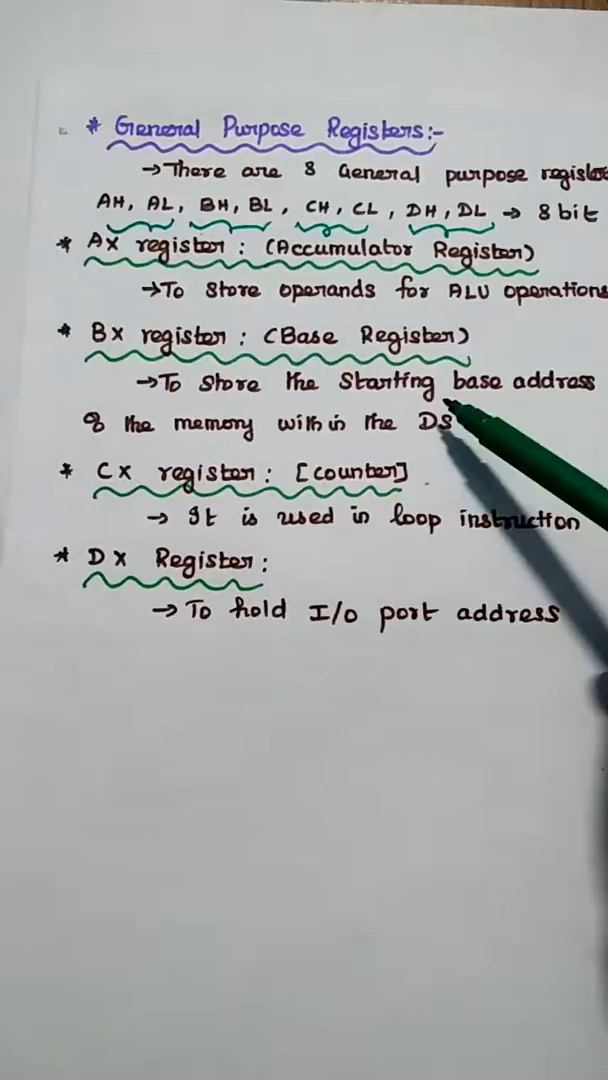 * General Purpose Registers:-
→There are 8 General purpose register
AH, AL, BH, BL, CH, CL, DH, DL → 8 bit
* AX register: (Accumulator Register)
→To Store operands for ALU operations
* BX register: (Base Register)
→To Store the Starting base address
of the memory with in the DS
* CX register: [counter]
→ It is used in loop instruction
* DX Register:
→ To hold I/O port address